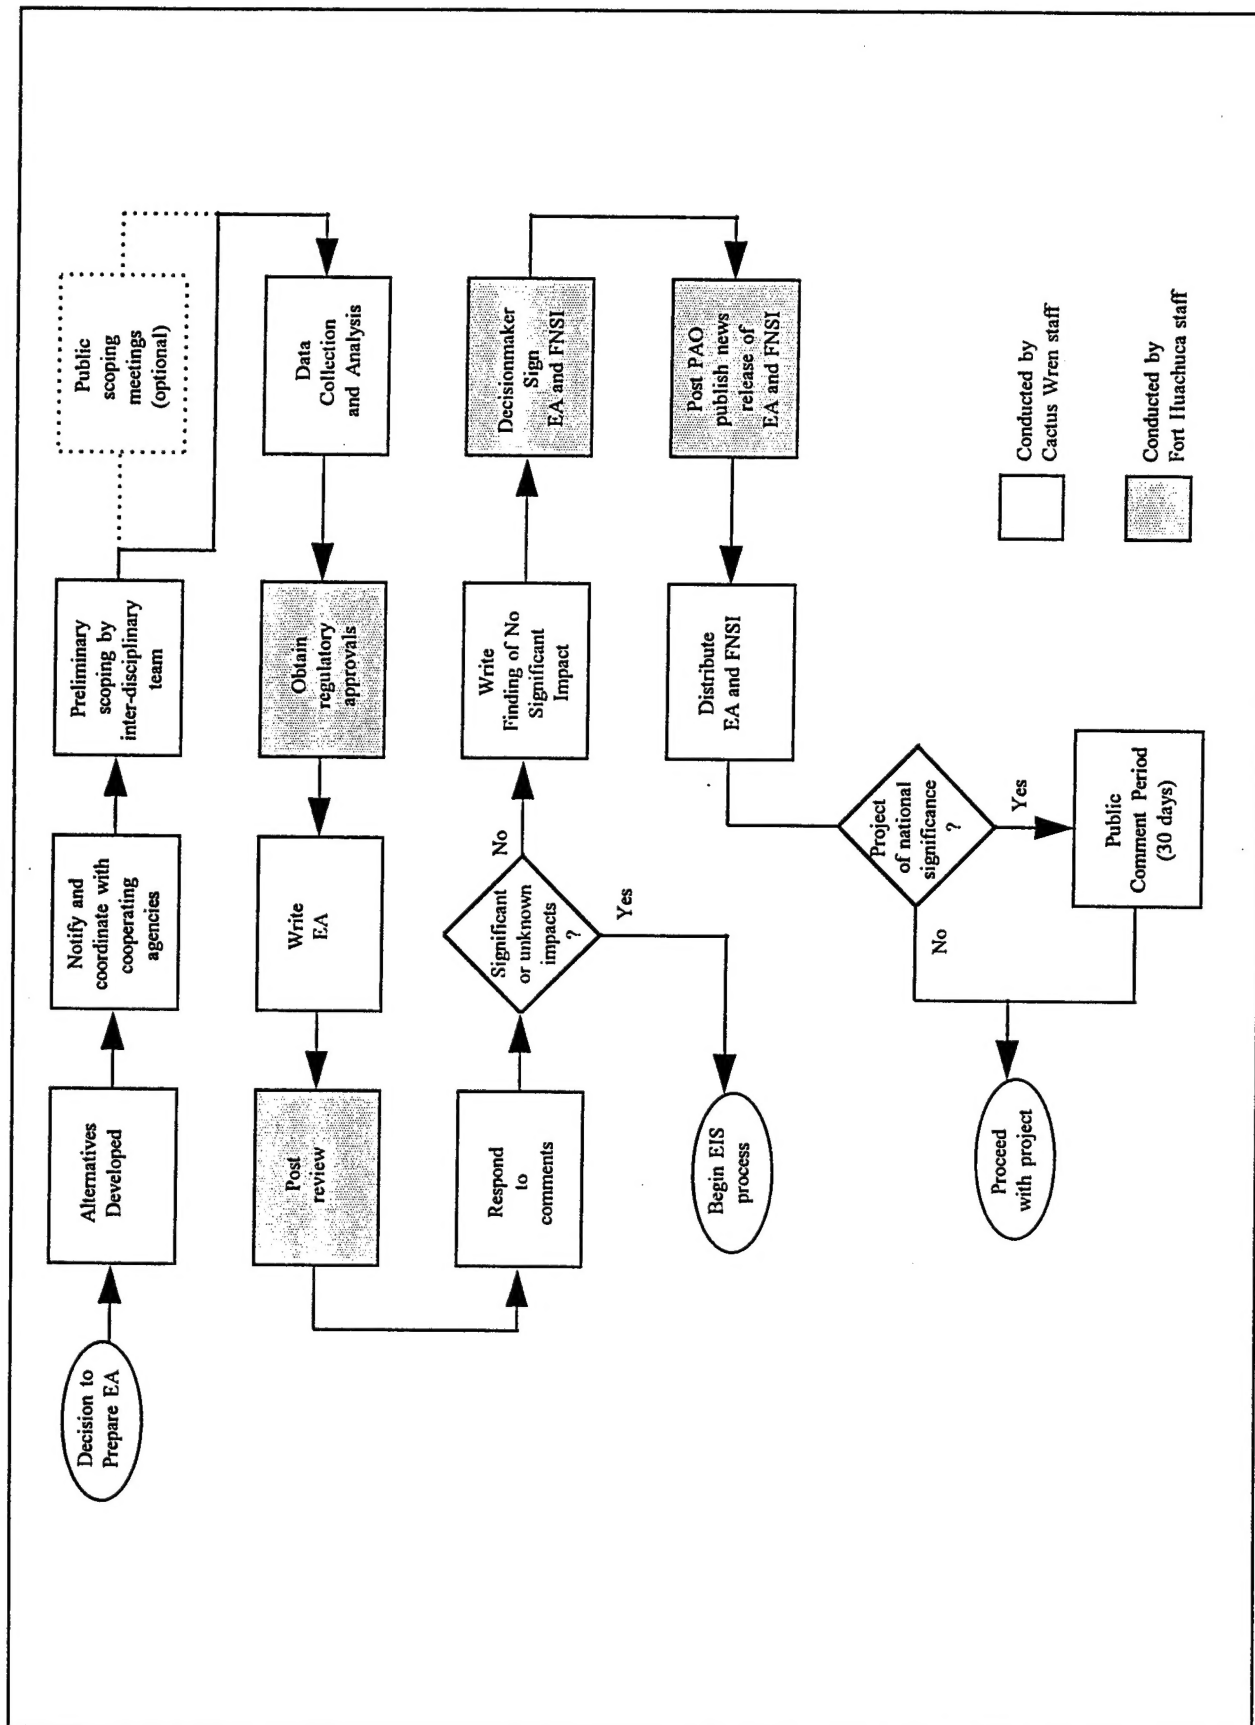 Decision to
Prepare EA
Alternatives
Developed
Notify and
coordinate with
cooperating
agencies
Preliminary
scoping by
inter-disciplinary
team
Public
scoping
meetings
(optional)
Data
Collection
and Analysis
Obtain
regulatory
approvals
Write
EA
Post
review
Respond
to
comments
Significant
or unknown
impacts
?
No
Yes
Write
Finding of No
Significant
Impact
Decisionmaker
Sign
EA and FNSI
Post PAO
publish news
release of
EA and FNSI
Distribute
EA and FNSI
Begin EIS
process
Project
of national
significance
?
No
Yes
Public
Comment Period
(30 days)
Proceed
with project
Conducted by
Cactus Wren staff
Conducted by
Fort Huachuca staff